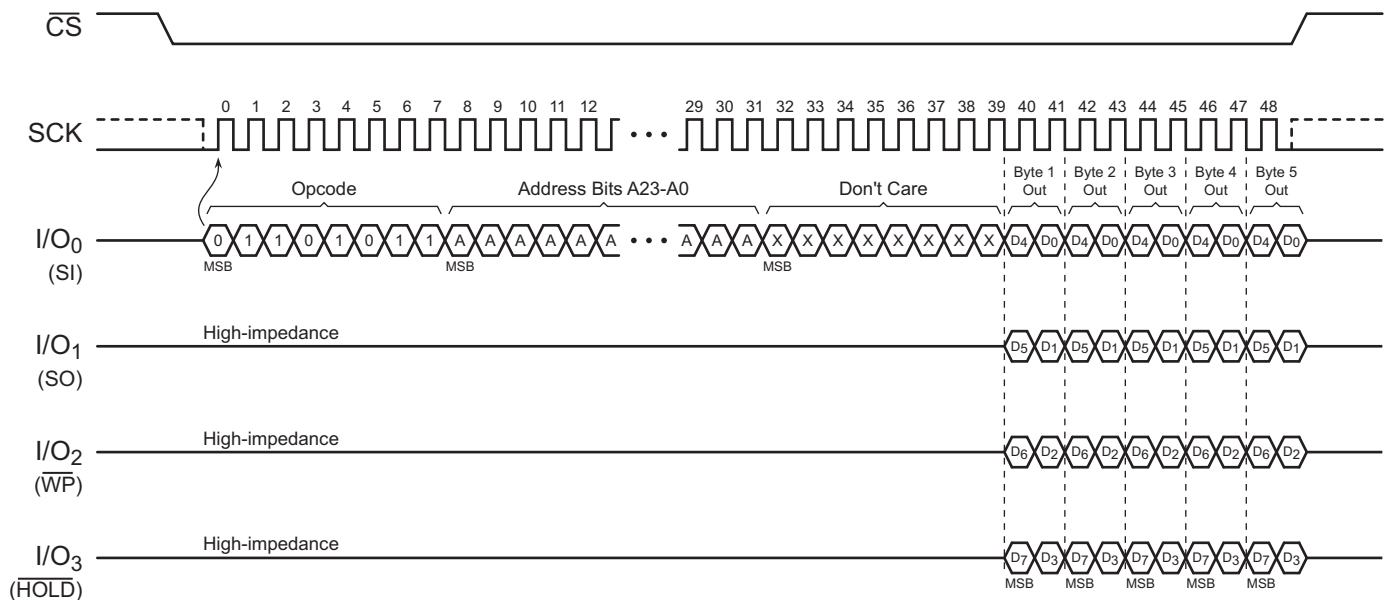 CS
SCK
0 1 2 3 4 5 6 7 8 9 10 11 12 29 30 31 32 33 34 35 36 37 38 39 40 41 42 43 44 45 46 47 48
Opcode
Address Bits A23-A0
Don't Care
Byte 1 Out
Byte 2 Out
Byte 3 Out
Byte 4 Out
Byte 5 Out
I/O0
(SI)
0 1 1 0 1 0 1 1 A A A A A A • • • A A A X X X X X X X X D4 D0 D4 D0 D4 D0 D4 D0 D4 D0
MSB MSB MSB
I/O1
(SO)
High-impedance
D5 D1 D5 D1 D5 D1 D5 D1 D5 D1
I/O2
(WP)
High-impedance
D6 D2 D6 D2 D6 D2 D6 D2 D6 D2
I/O3
(HOLD)
High-impedance
D7 D3 D7 D3 D7 D3 D7 D3 D7 D3
MSB MSB MSB MSB MSB